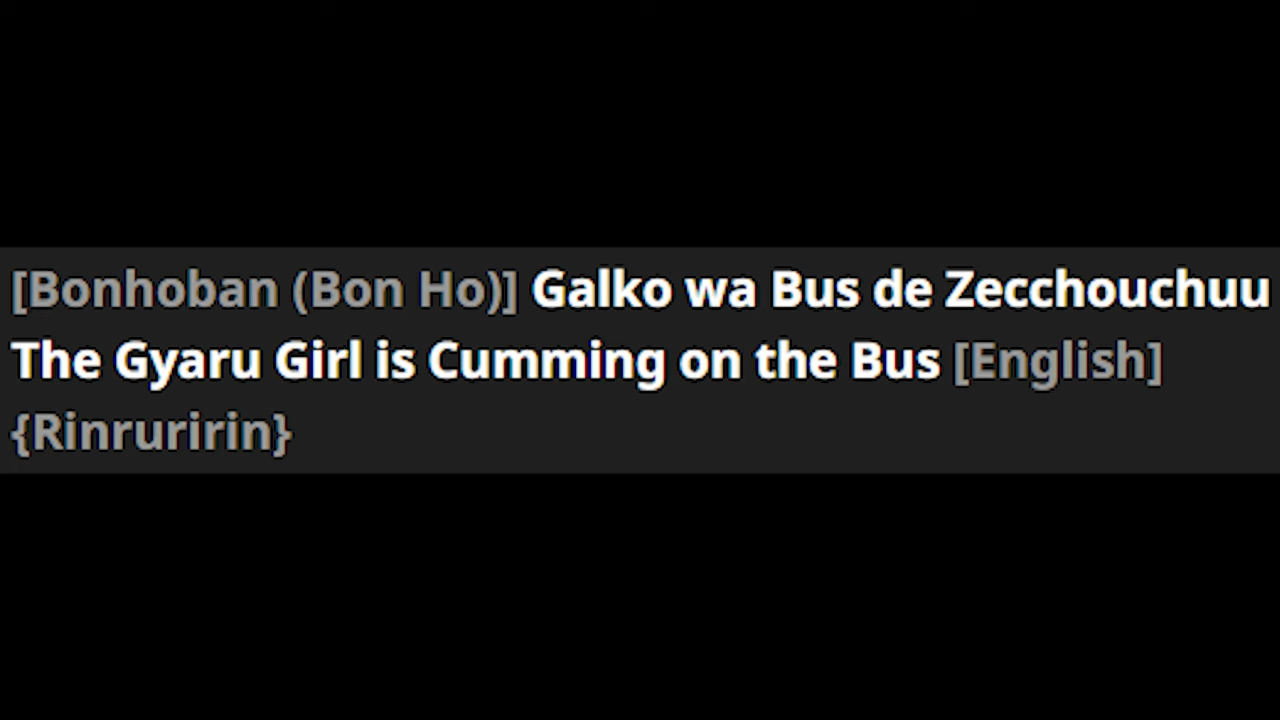 [Bonhoban (Bon Ho)] Galko wa Bus de Zecchouchuu
The Gyaru Girl is Cumming on the Bus [English]
{Rinruririn}